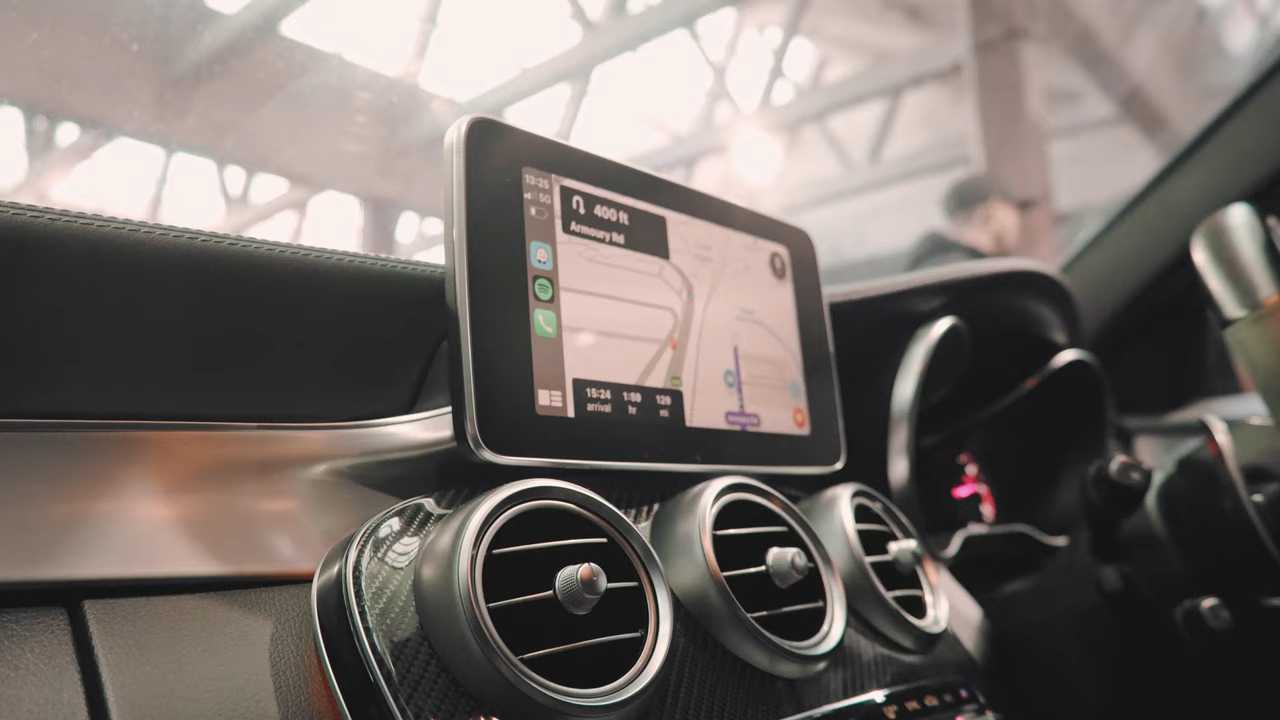 13:25
5G
400 ft
Armoury Rd
15:24 1:59 129
arrival hr mi